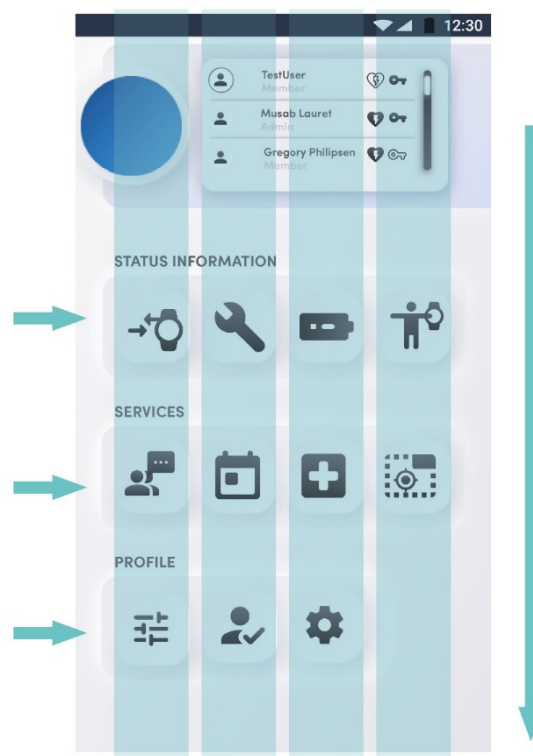 12:30
TestUser
Member
Musab Lauret
Admin
Gregory Philipsen
Member
STATUS INFORMATION
SERVICES
PROFILE